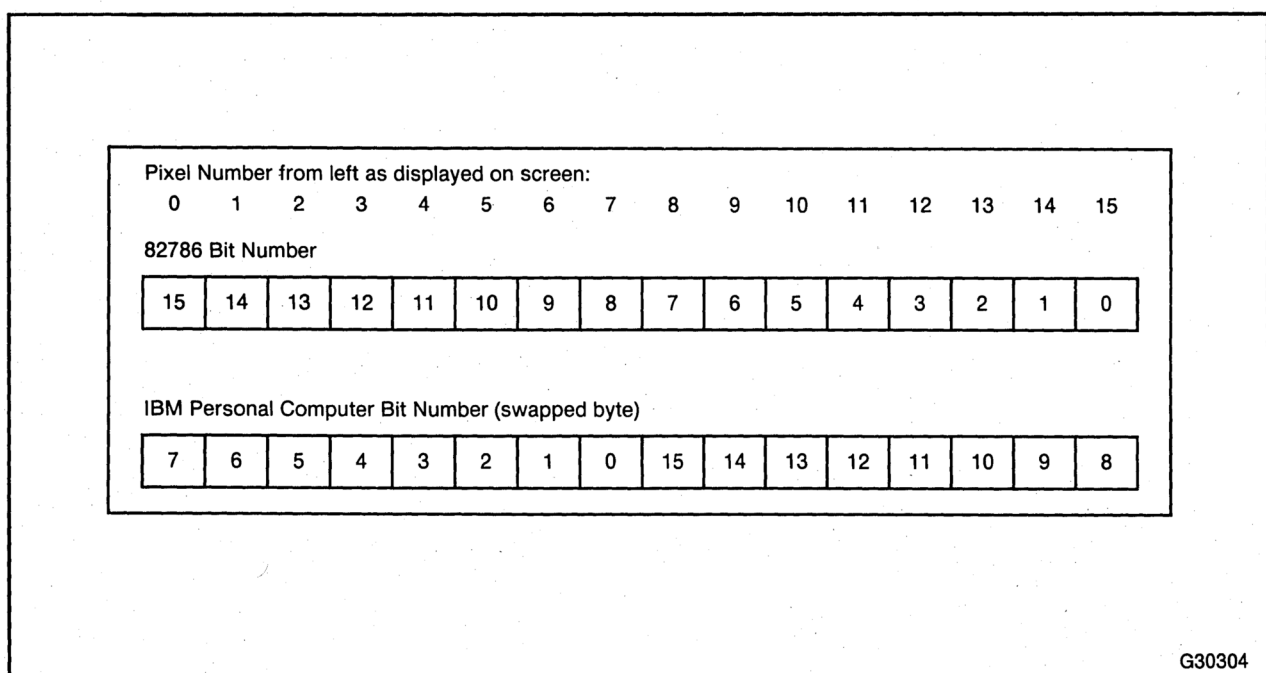 Pixel Number from left as displayed on screen:
0 1 2 3 4 5 6 7 8 9 10 11 12 13 14 15
82786 Bit Number
15 14 13 12 11 10 9 8 7 6 5 4 3 2 1 0
IBM Personal Computer Bit Number (swapped byte)
7 6 5 4 3 2 1 0 15 14 13 12 11 10 9 8
G30304